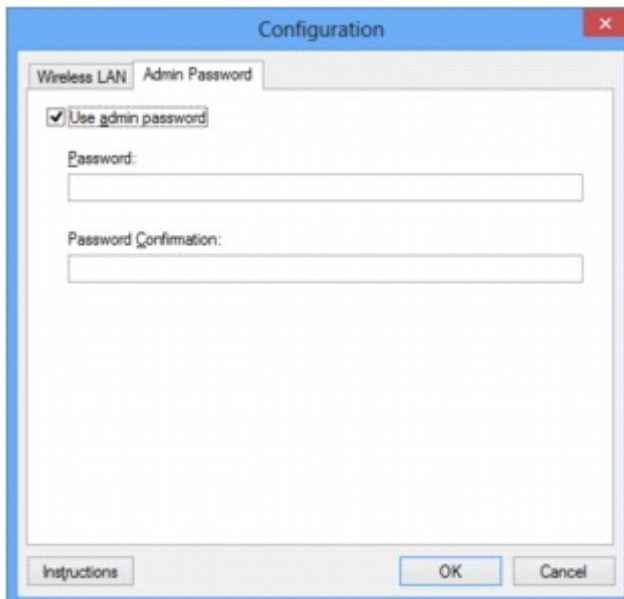 Configuration
Wireless LAN Admin Password
Use admin password
Password:
Password Confirmation:
Instructions OK Cancel